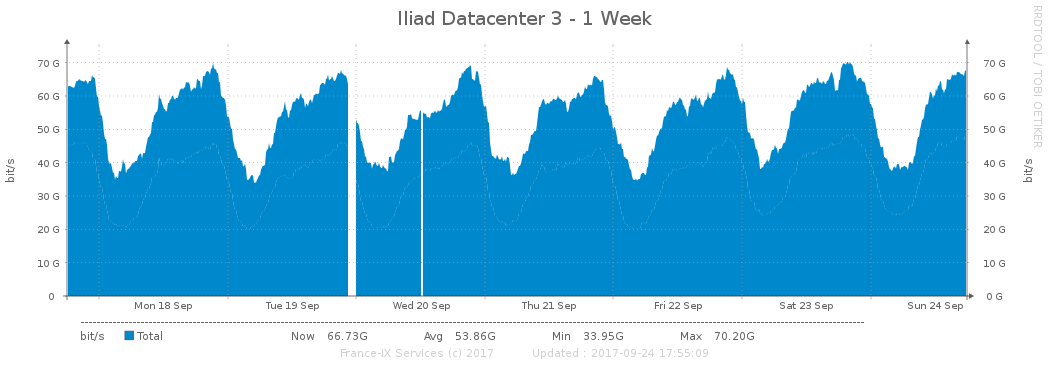 Iliad Datacenter 3 - 1 Week
RRDTOOL / TOBI OETIKER
bit/s
bit/s
70 G 70 G
60 G 60 G
50 G 50 G
40 G 40 G
30 G 30 G
20 G 20 G
10 G 10 G
0 0 G
Mon 18 Sep Tue 19 Sep Wed 20 Sep Thu 21 Sep Fri 22 Sep Sat 23 Sep Sun 24 Sep
bit/s Total Now 66.73G Avg 53.86G Min 33.95G Max 70.20G
France-IX Services (c) 2017 Updated : 2017-09-24 17:55:09